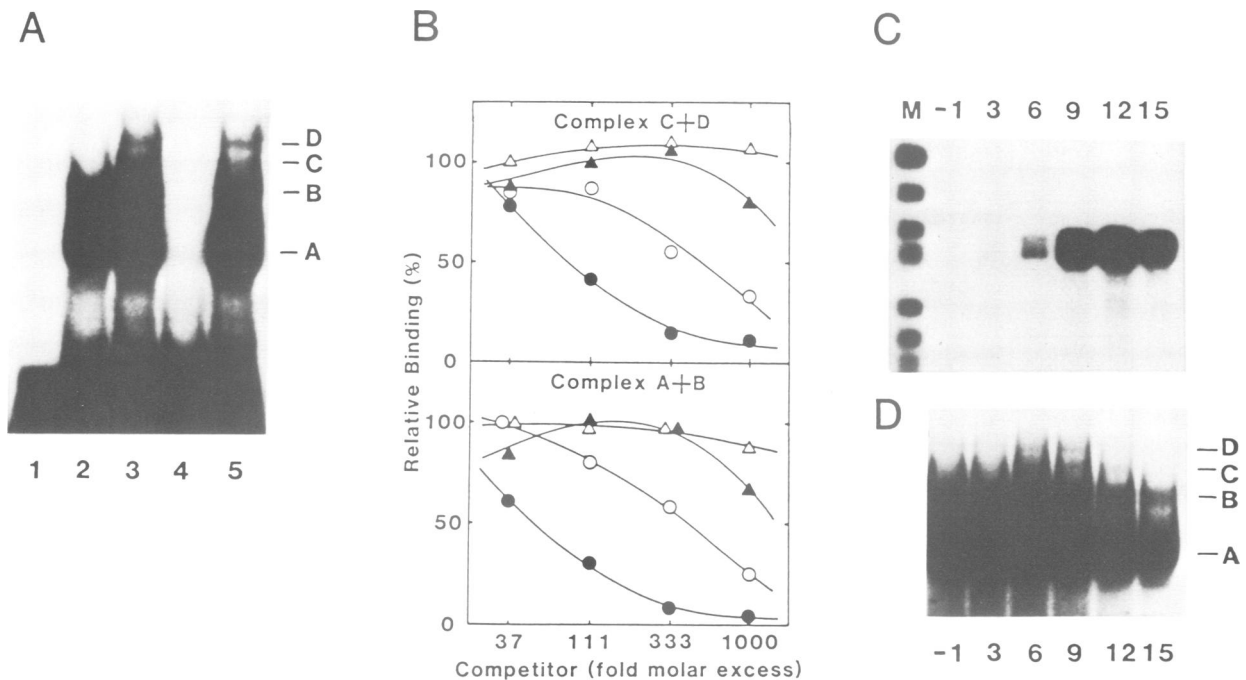 A
D
C
B
A
1 2 3 4 5
B
Relative Binding (%)
Complex C+D
100
50
0
Complex A+B
100
50
0
37 111 333 1000
Competitor (fold molar excess)
C
M -1 3 6 9 12 15
D
D
C
B
A
-1 3 6 9 12 15